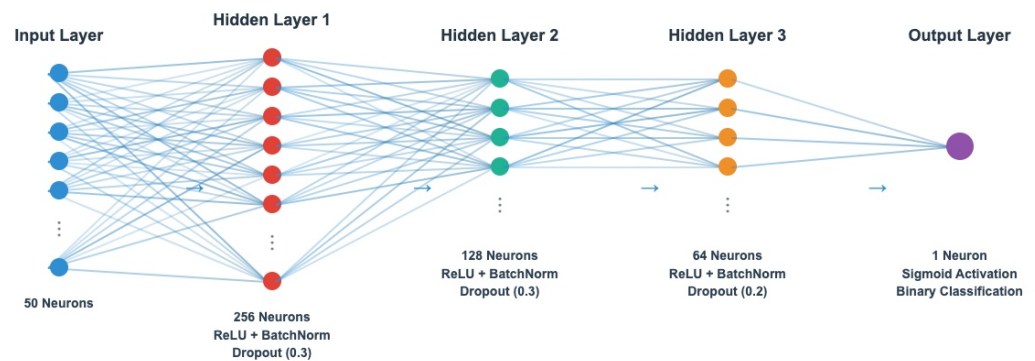 Input Layer
Hidden Layer 1
Hidden Layer 2
Hidden Layer 3
Output Layer
50 Neurons
256 Neurons
ReLU + BatchNorm
Dropout (0.3)
128 Neurons
ReLU + BatchNorm
Dropout (0.3)
64 Neurons
ReLU + BatchNorm
Dropout (0.2)
1 Neuron
Sigmoid Activation
Binary Classification